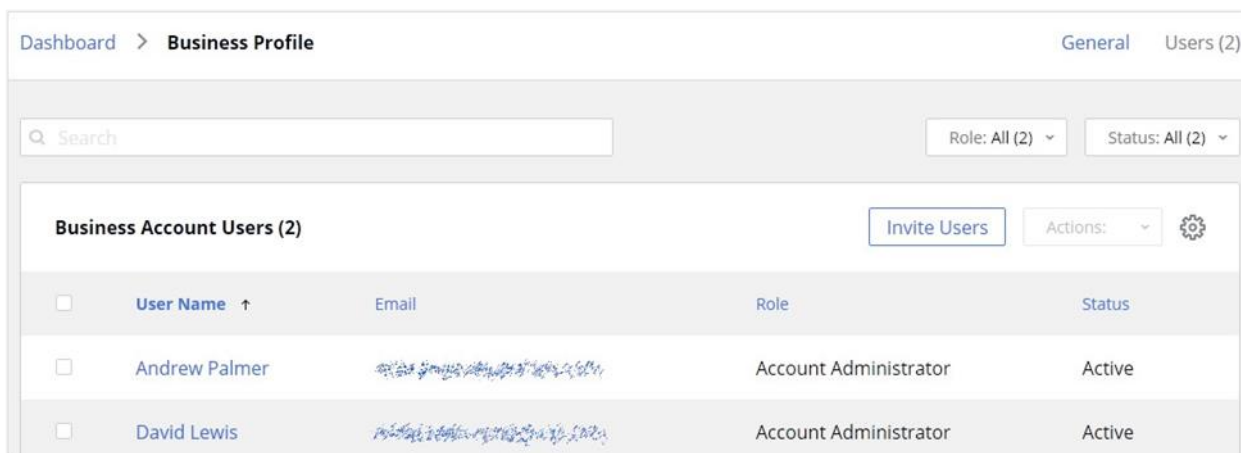 Dashboard > Business Profile General Users (2)
Search Role: All (2) Status: All (2)
Business Account Users (2) Invite Users Actions:
User Name ↑ Email Role Status
Andrew Palmer Account Administrator Active
David Lewis Account Administrator Active